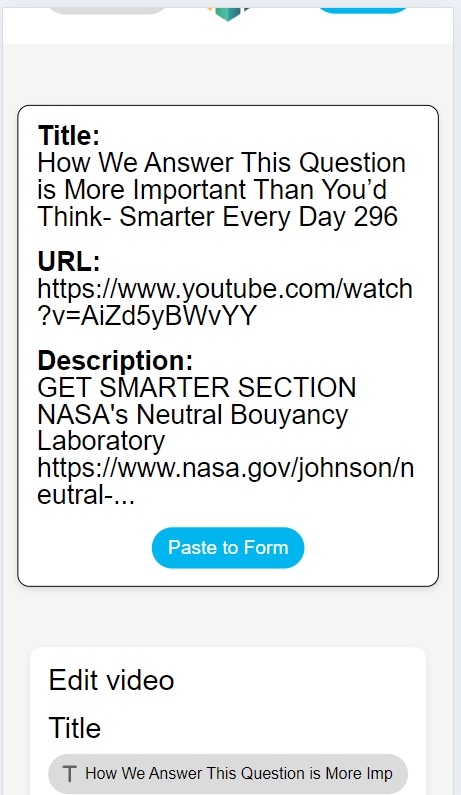 Title:
How We Answer This Question
is More Important Than You’d
Think- Smarter Every Day 296
URL:
https://www.youtube.com/watch
?v=AiZd5yBWvYY
Description:
GET SMARTER SECTION
NASA's Neutral Bouyancy
Laboratory
https://www.nasa.gov/johnson/n
eutral-...
Paste to Form
Edit video
Title
How We Answer This Question is More Imp